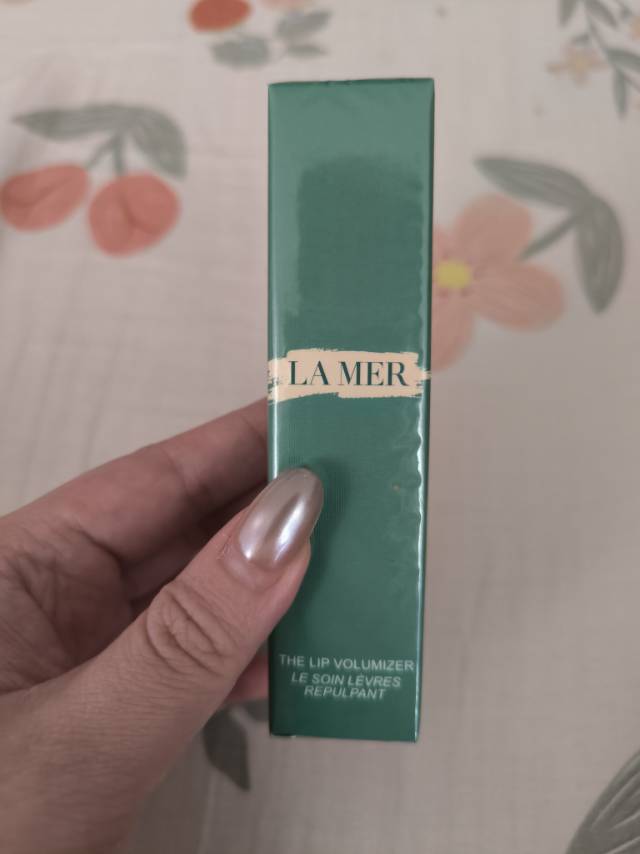 LA MER
THE LIP VOLUMIZER
LE SOIN LÈVRES
REPULPANT